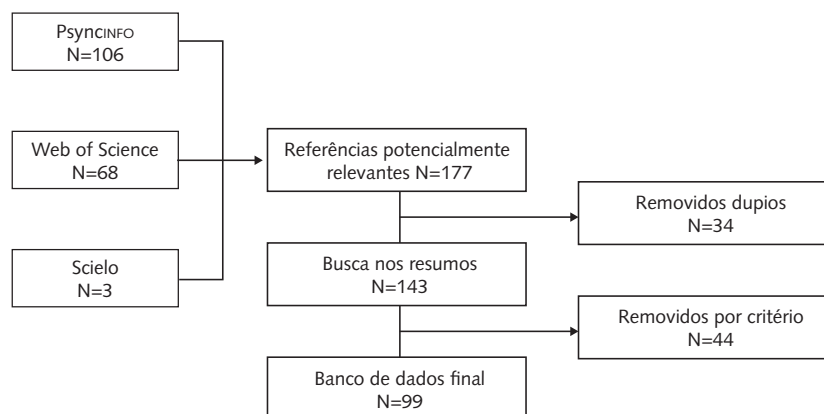 PsycINFO
N=106
Web of Science
N=68
Scielo
N=3
Referências potencialmente
relevantes N=177
Removidos dupios
N=34
Busca nos resumos
N=143
Removidos por critério
N=44
Banco de dados final
N=99